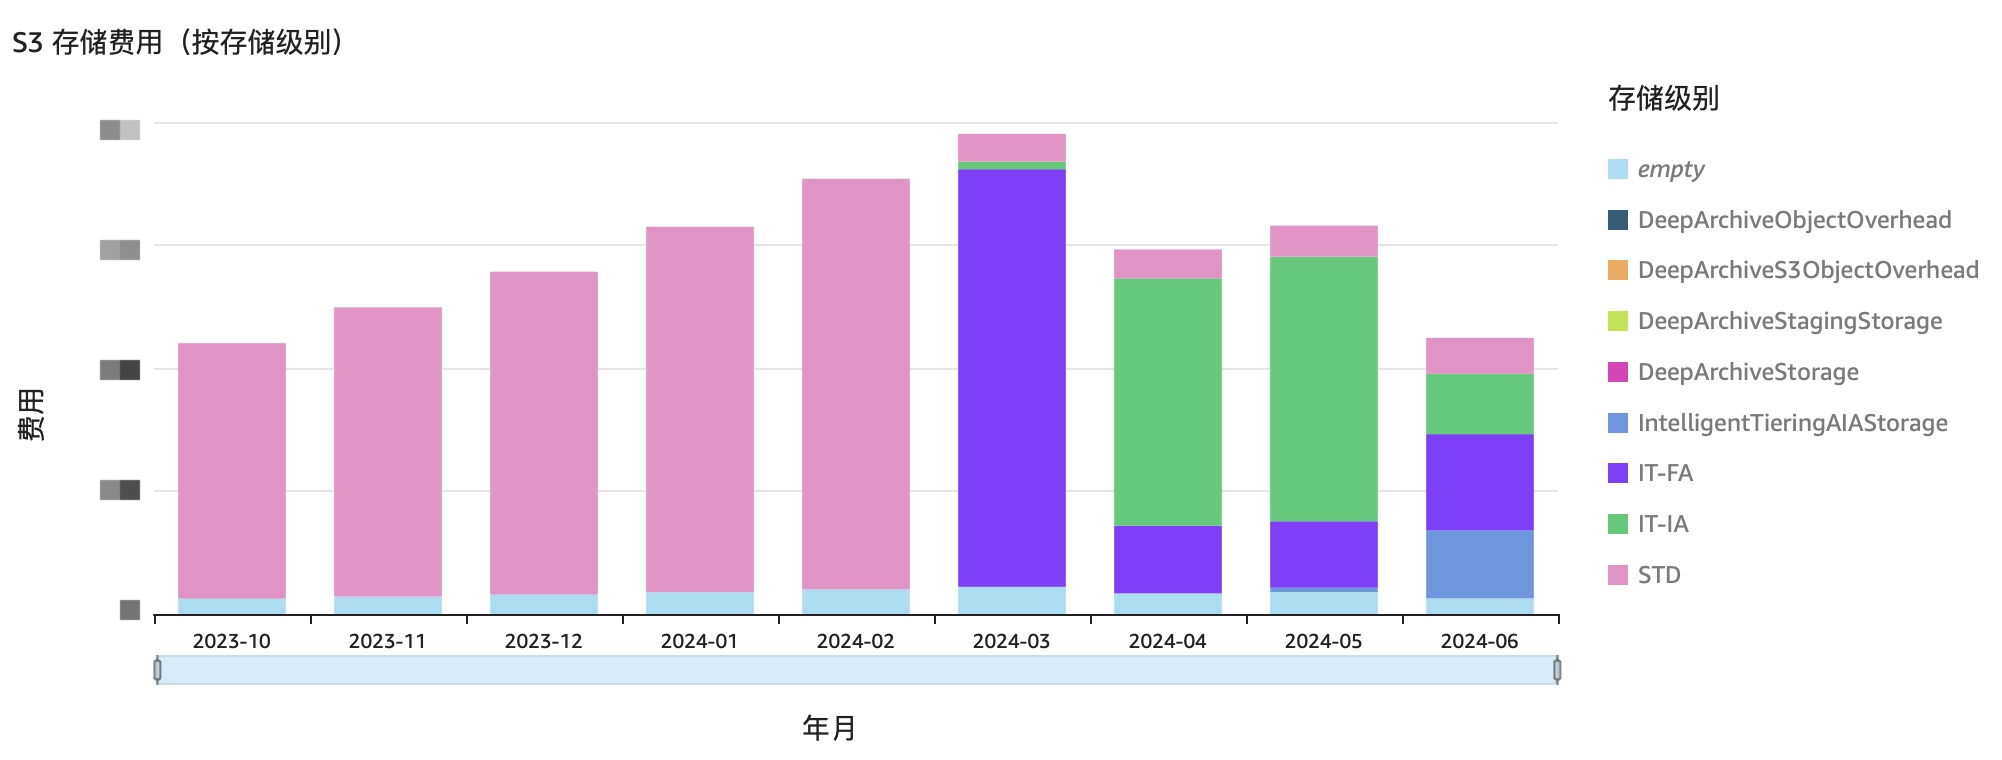 S3 存储费用（按存储级别）
费用
2023-10
2023-11
2023-12
2024-01
2024-02
2024-03
2024-04
2024-05
2024-06
年月
存储级别
empty
DeepArchiveObjectOverhead
DeepArchiveS3ObjectOverhead
DeepArchiveStagingStorage
DeepArchiveStorage
IntelligentTieringAIAStorage
IT-FA
IT-IA
STD